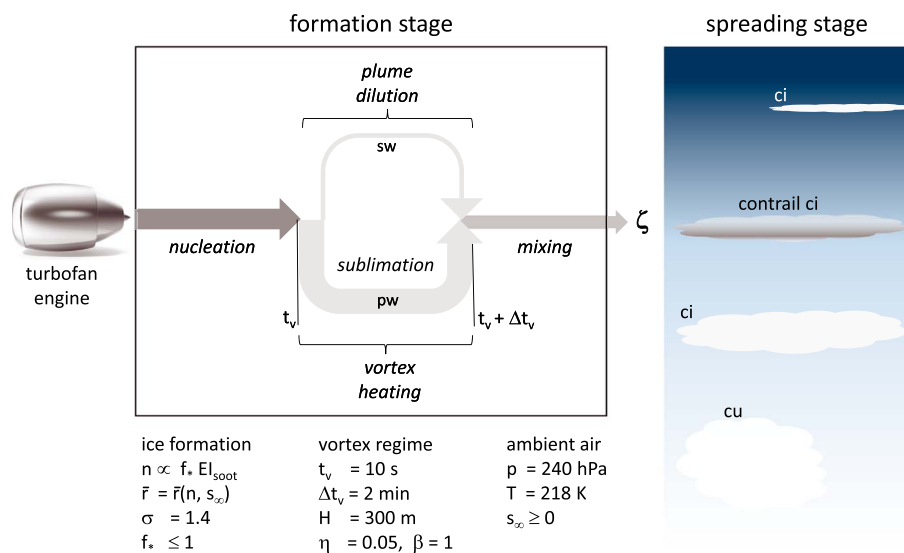 formation stage
spreading stage
plume
dilution
sw
nucleation
sublimation
mixing
ζ
pw
t_v
t_v + Δt_v
vortex
heating
turbofan
engine
ci
contrail ci
ci
cu
ice formation
n ∝ f* EI_soot
r̄ = r̄(n, s_∞)
σ = 1.4
f* ≤ 1
vortex regime
t_v = 10 s
Δt_v = 2 min
H = 300 m
η = 0.05, β = 1
ambient air
p = 240 hPa
T = 218 K
s_∞ ≥ 0